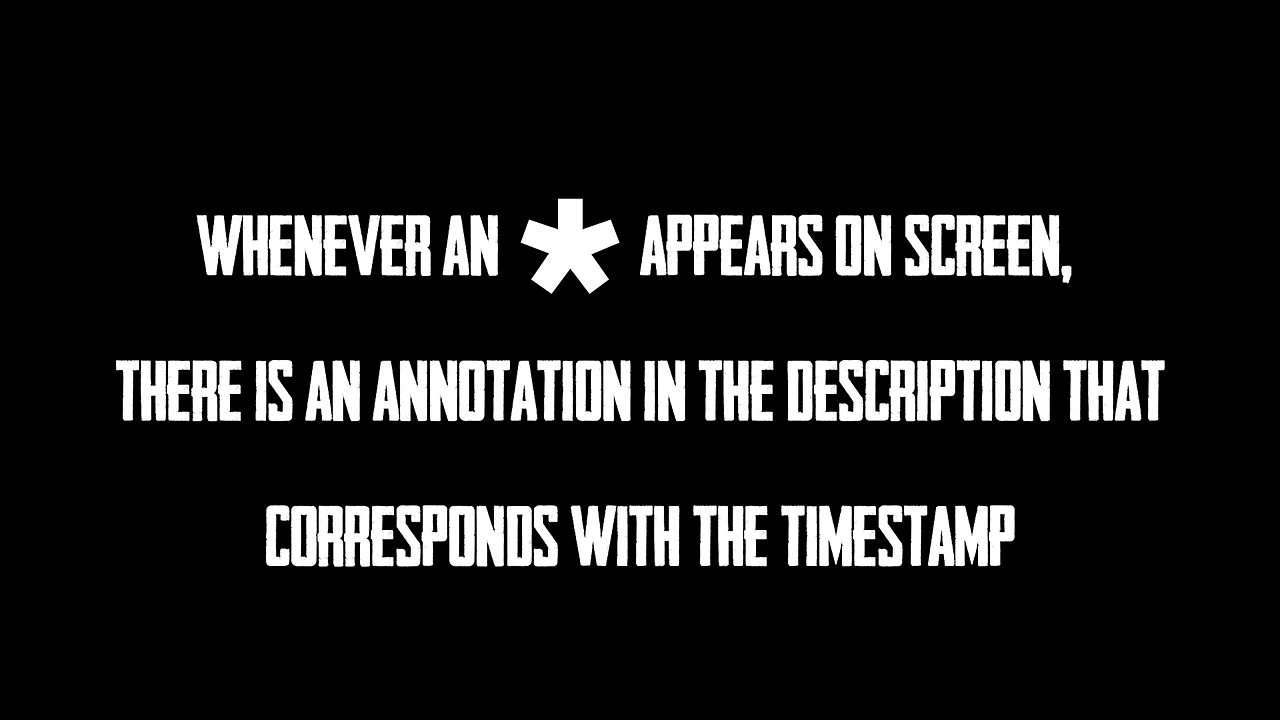 WHENEVER AN * APPEARS ON SCREEN,
THERE IS AN ANNOTATION IN THE DESCRIPTION THAT
CORRESPONDS WITH THE TIMESTAMP